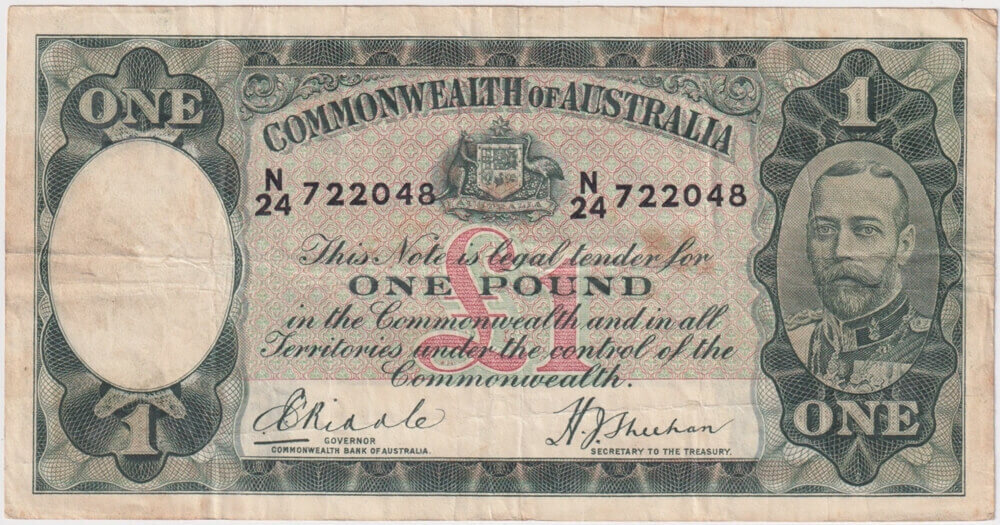 ONE
1
COMMONWEALTH OF AUSTRALIA
N/24 722048
N/24 722048
AUSTRALIA
This Note is legal tender for
ONE POUND
£1
in the Commonwealth and in all
Territories under the control of the
Commonwealth.
E Riddle
GOVERNOR
COMMONWEALTH BANK OF AUSTRALIA.
H. J. Sheehan
SECRETARY TO THE TREASURY.
1
ONE